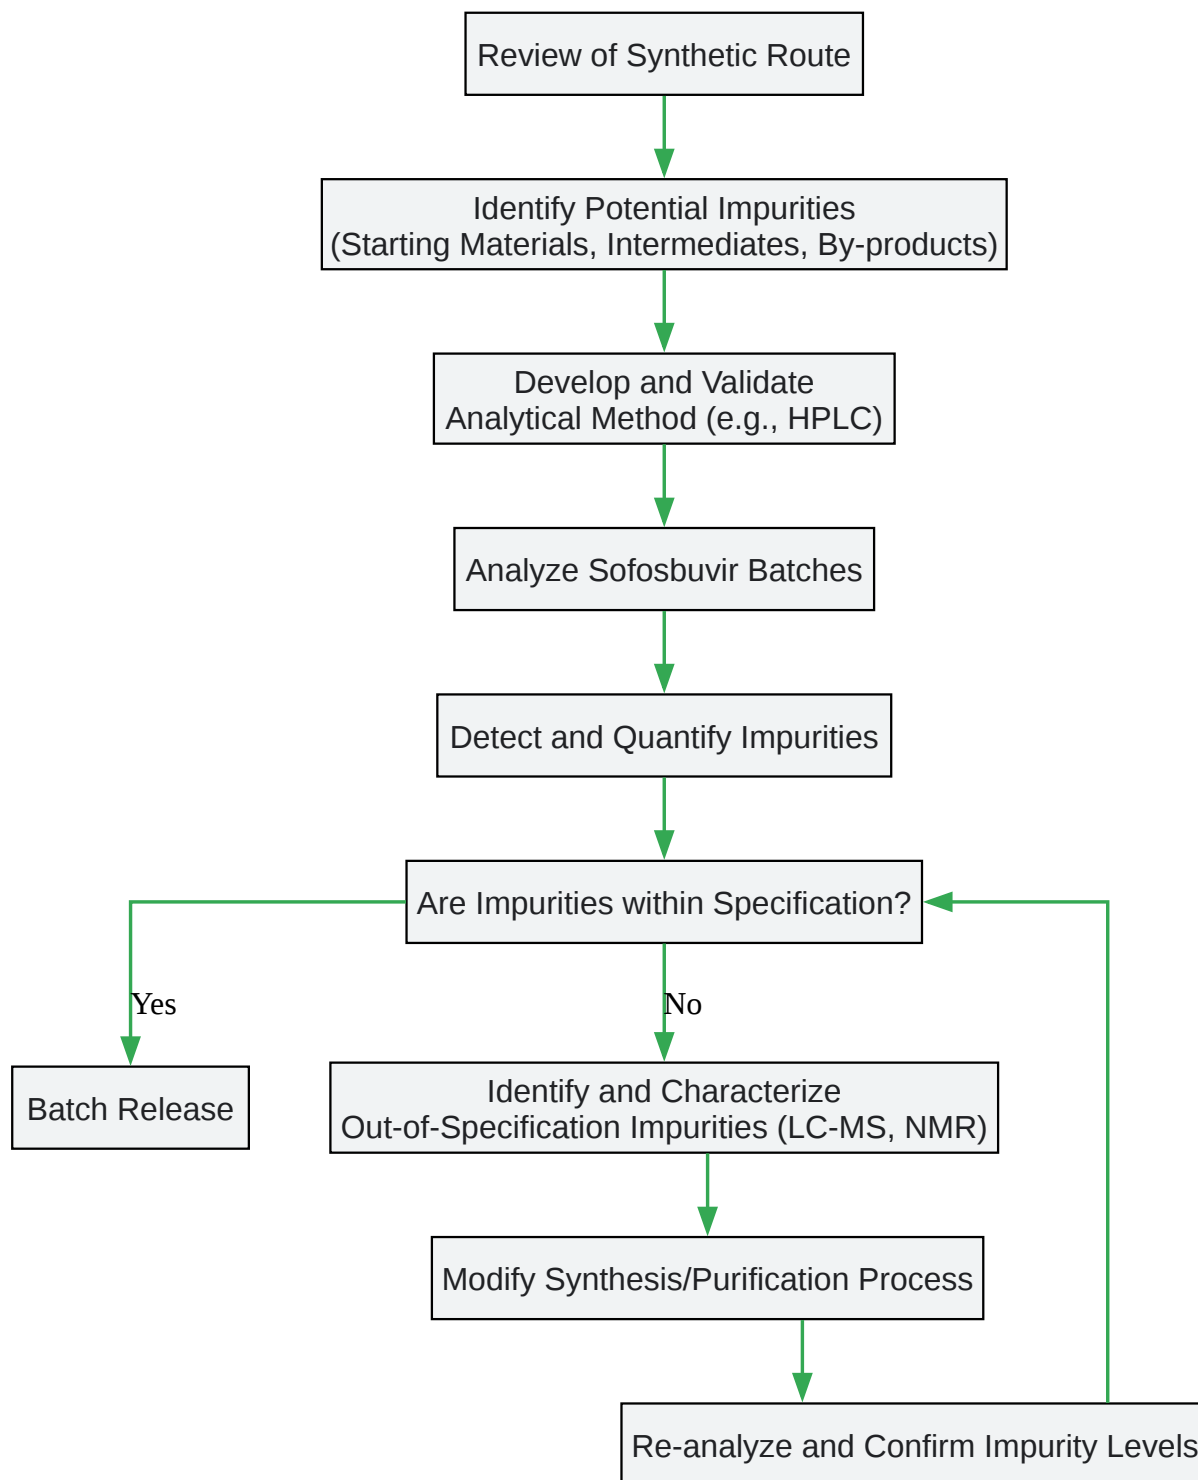 Review of Synthetic Route
Identify Potential Impurities
(Starting Materials, Intermediates, By-products)
Develop and Validate
Analytical Method (e.g., HPLC)
Analyze Sofosbuvir Batches
Detect and Quantify Impurities
Are Impurities within Specification?
Yes
No
Batch Release
Identify and Characterize
Out-of-Specification Impurities (LC-MS, NMR)
Modify Synthesis/Purification Process
Re-analyze and Confirm Impurity Levels